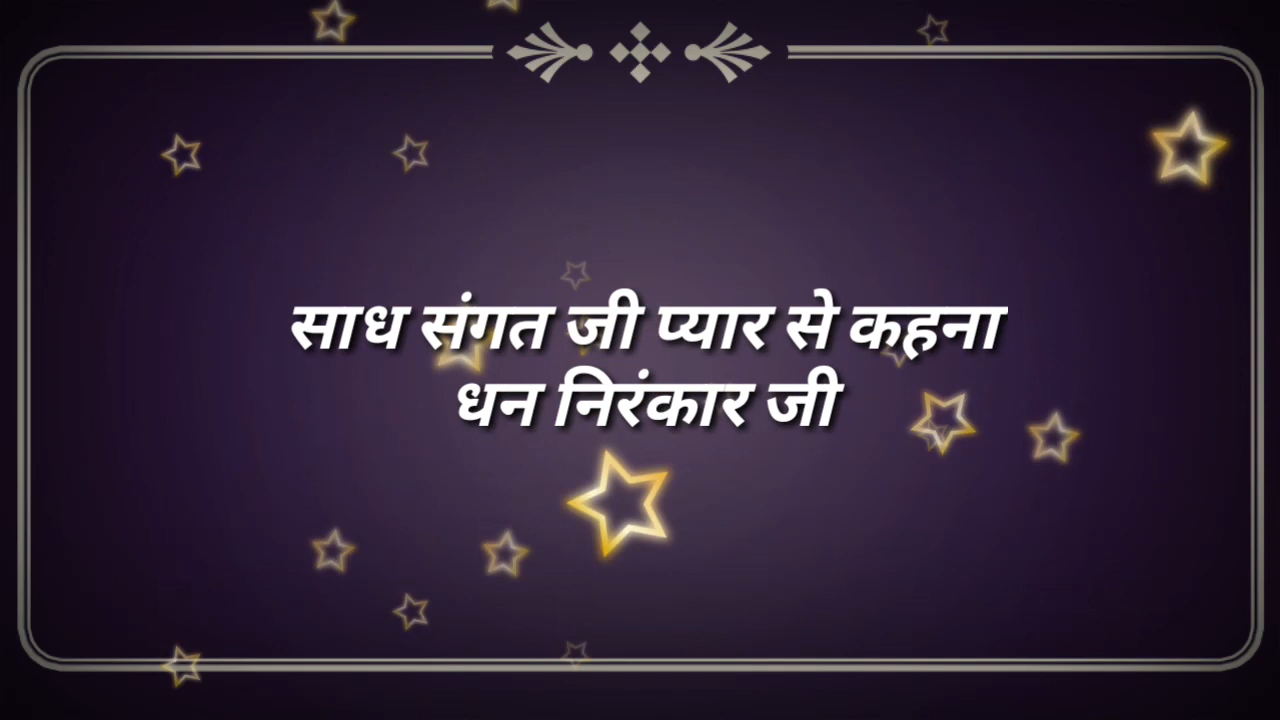 साध संगत जी प्यार से कहना
धन निरंकार जी